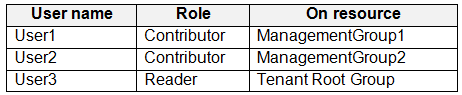 User name Role On resource
User1 Contributor ManagementGroup1
User2 Contributor ManagementGroup2
User3 Reader Tenant Root Group